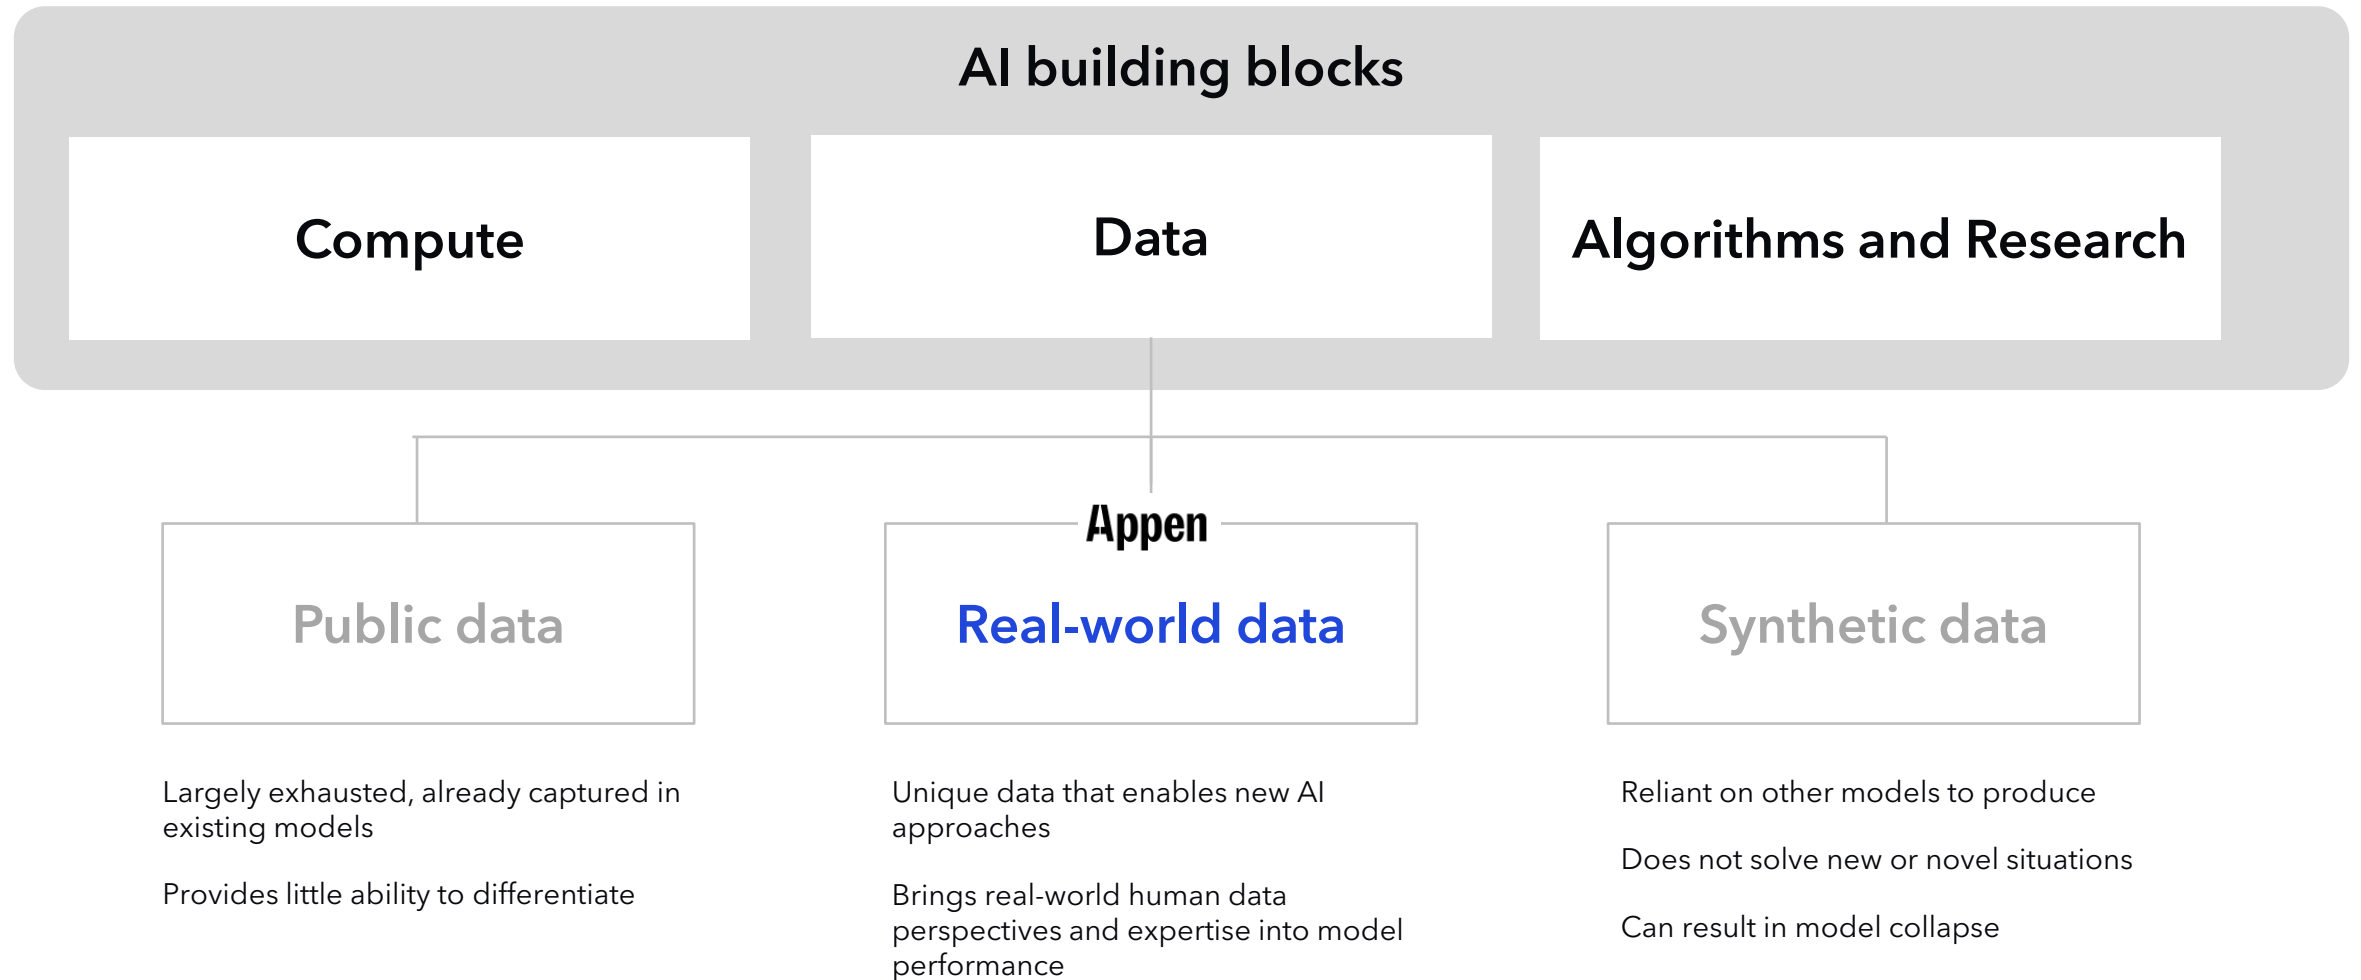 AI building blocks
Compute
Data
Algorithms and Research
Appen
Public data
Real-world data
Synthetic data
Largely exhausted, already captured in
existing models
Provides little ability to differentiate
Unique data that enables new AI
approaches
Brings real-world human data
perspectives and expertise into model
performance
Reliant on other models to produce
Does not solve new or novel situations
Can result in model collapse